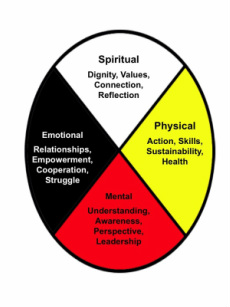 Spiritual
Dignity, Values,
Connection,
Reflection
Emotional
Relationships,
Empowerment,
Cooperation,
Struggle
Physical
Action, Skills,
Sustainability,
Health
Mental
Understanding,
Awareness,
Perspective,
Leadership